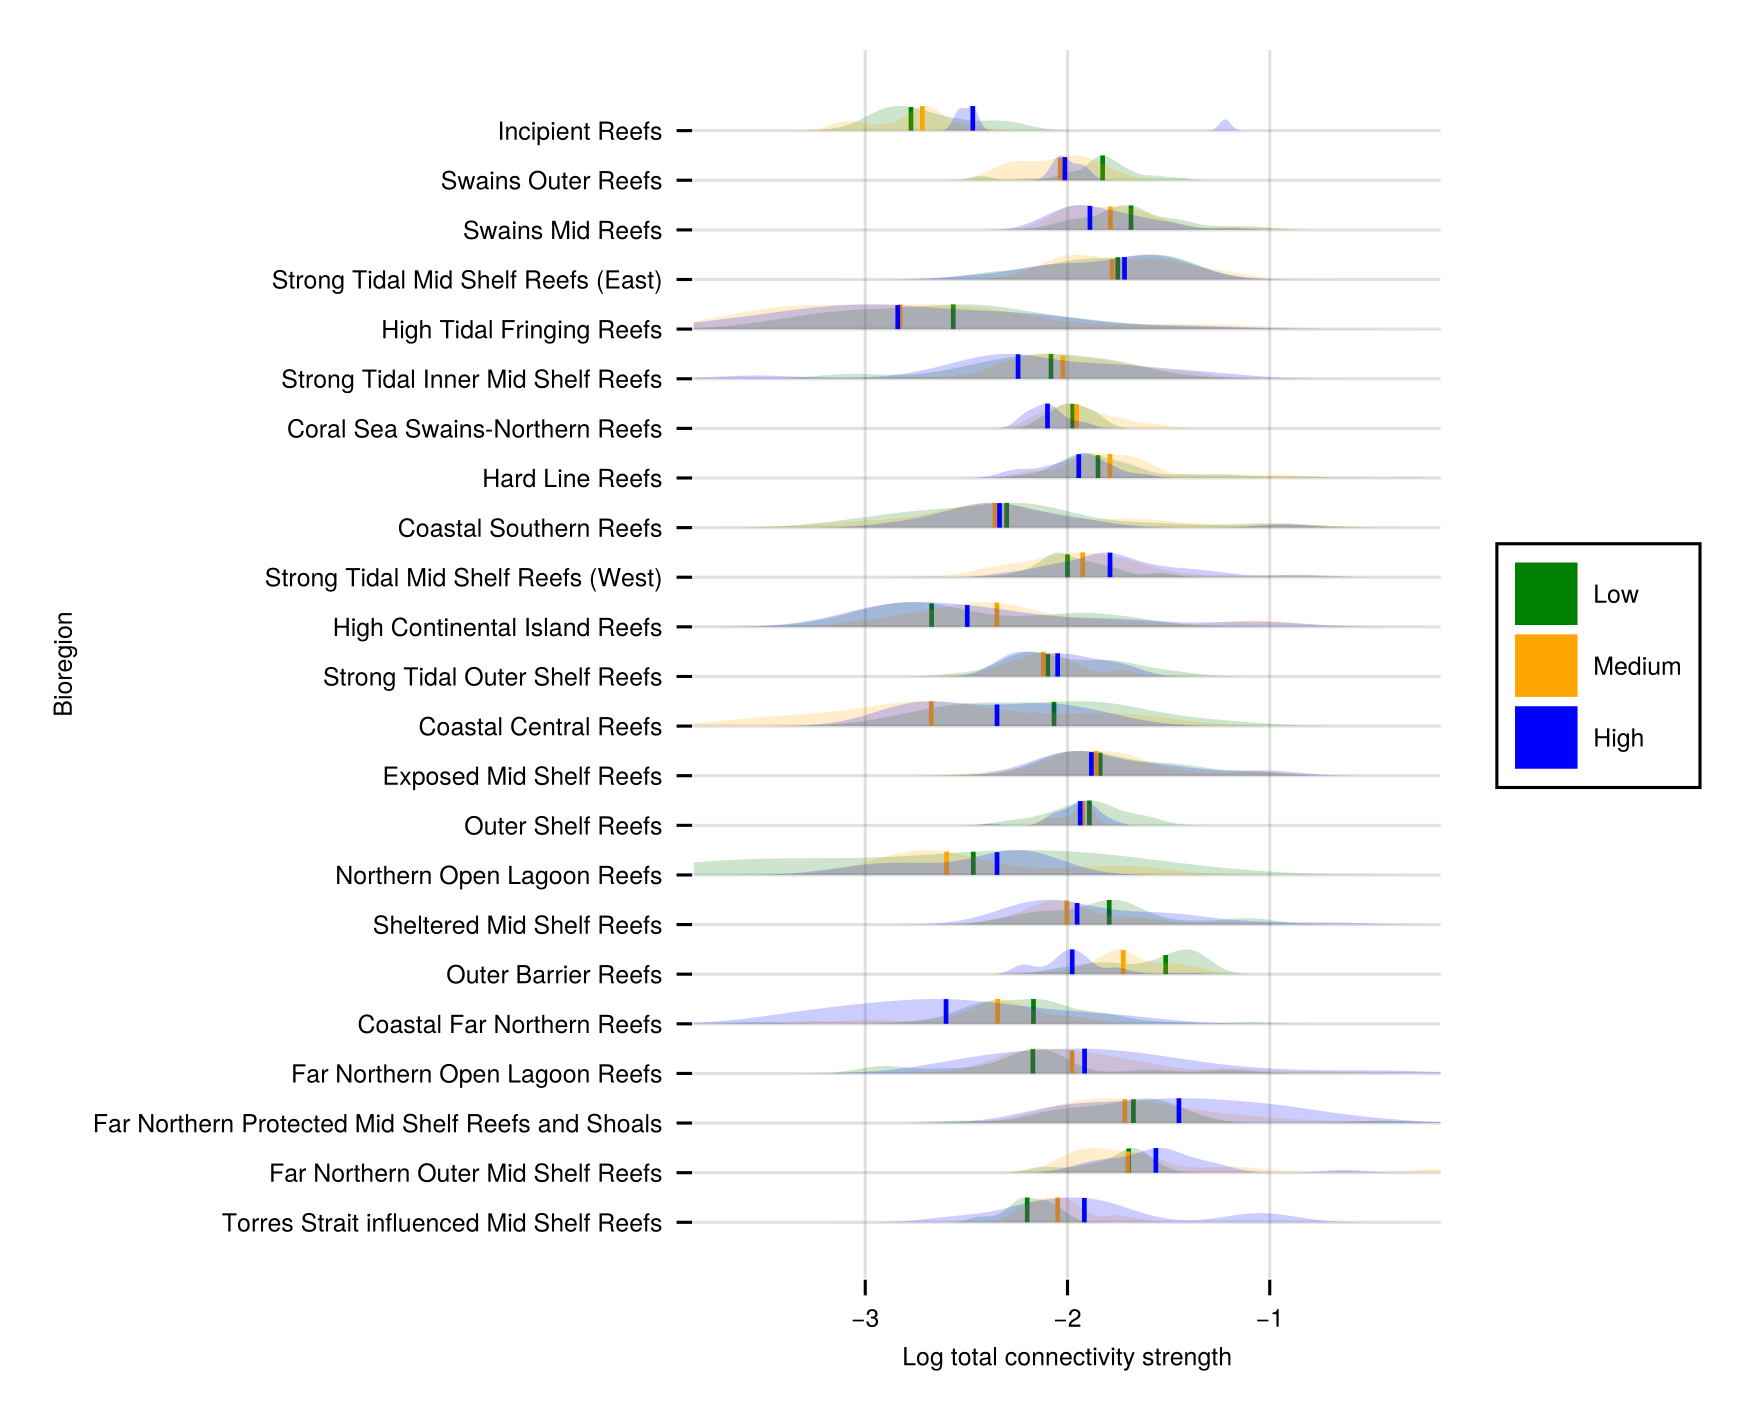 Incipient Reefs
Swains Outer Reefs
Swains Mid Reefs
Strong Tidal Mid Shelf Reefs (East)
High Tidal Fringing Reefs
Strong Tidal Inner Mid Shelf Reefs
Coral Sea Swains-Northern Reefs
Hard Line Reefs
Coastal Southern Reefs
Strong Tidal Mid Shelf Reefs (West)
High Continental Island Reefs
Strong Tidal Outer Shelf Reefs
Coastal Central Reefs
Exposed Mid Shelf Reefs
Outer Shelf Reefs
Northern Open Lagoon Reefs
Sheltered Mid Shelf Reefs
Outer Barrier Reefs
Coastal Far Northern Reefs
Far Northern Open Lagoon Reefs
Far Northern Protected Mid Shelf Reefs and Shoals
Far Northern Outer Mid Shelf Reefs
Torres Strait influenced Mid Shelf Reefs
Bioregion
−3 −2 −1
Log total connectivity strength
Low
Medium
High